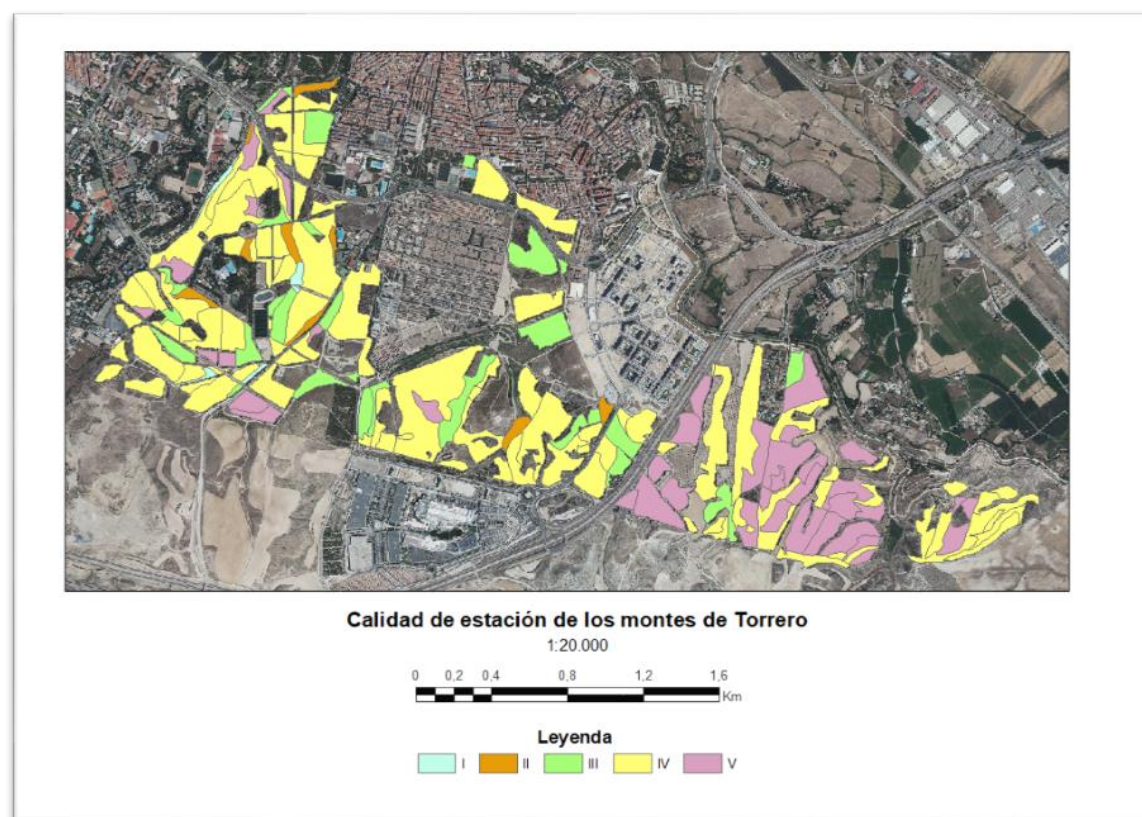 Calidad de estación de los montes de Torrero
1:20.000
0 0,2 0,4 0,8 1,2 1,6
Km
Leyenda
I II III IV V